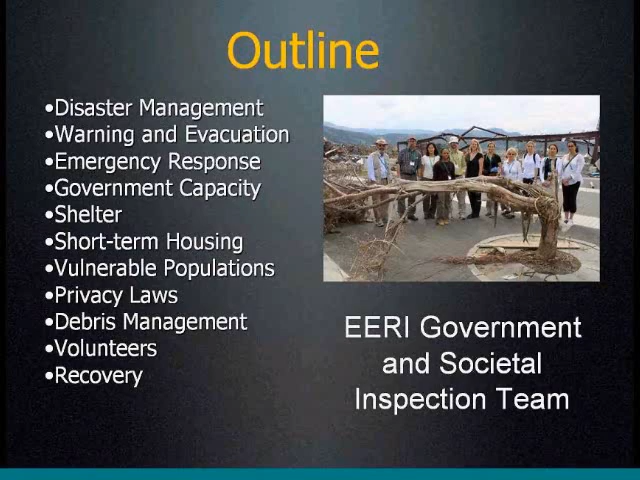 Outline
•Disaster Management
•Warning and Evacuation
•Emergency Response
•Government Capacity
•Shelter
•Short-term Housing
•Vulnerable Populations
•Privacy Laws
•Debris Management
•Volunteers
•Recovery
EERI Government
and Societal
Inspection Team